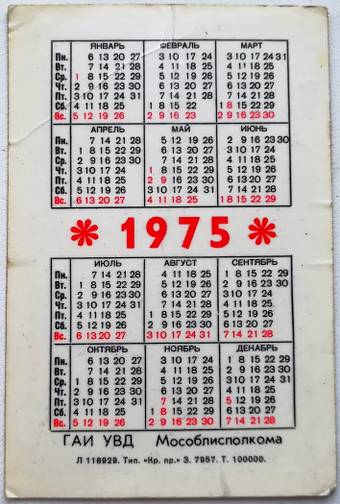 ЯНВАРЬ ФЕВРАЛЬ МАРТ
Пн. 6 13 20 27 3 10 17 24 3 10 17 24/31
Вт. 7 14 21 28 4 11 18 25 4 11 18 25
Ср. 1 8 15 22 29 5 12 19 26 5 12 19 26
Чт. 2 9 16 23 30 6 13 20 27 6 13 20 27
Пт. 3 10 17 24 31 7 14 21 28 7 14 21 28
Сб. 4 11 18 25 1 8 15 22 1 8 15 22 29
Вс. 5 12 19 26 2 9 16 23 2 9 16 23 30
АПРЕЛЬ МАЙ ИЮНЬ
Пн. 7 14 21 28 5 12 19 26 2 9 16 23 30
Вт. 1 8 15 22 29 6 13 20 27 3 10 17 24
Ср. 2 9 16 23 30 7 14 21 28 4 11 18 25
Чт. 3 10 17 24 1 8 15 22 29 5 12 19 26
Пт. 4 11 18 25 2 9 16 23 30 6 13 20 27
Сб. 5 12 19 26 3 10 17 24 31 7 14 21 28
Вс. 6 13 20 27 4 11 18 25 1 8 15 22 29
1975
ИЮЛЬ АВГУСТ СЕНТЯБРЬ
Пн. 7 14 21 28 4 11 18 25 1 8 15 22 29
Вт. 1 8 15 22 29 5 12 19 26 2 9 16 23 30
Ср. 2 9 16 23 30 6 13 20 27 3 10 17 24
Чт. 3 10 17 24 31 7 14 21 28 4 11 18 25
Пт. 4 11 18 25 1 8 15 22 29 5 12 19 26
Сб. 5 12 19 26 2 9 16 23 30 6 13 20 27
Вс. 6 13 20 27 3 10 17 24 31 7 14 21 28
ОКТЯБРЬ НОЯБРЬ ДЕКАБРЬ
Пн. 6 13 20 27 3 10 17 24 1 8 15 22 29
Вт. 7 14 21 28 4 11 18 25 2 9 16 23 30
Ср. 1 8 15 22 29 5 12 19 26 3 10 17 24 31
Чт. 2 9 16 23 30 6 13 20 27 4 11 18 25
Пт. 3 10 17 24 31 7 14 21 28 5 12 19 26
Сб. 4 11 18 25 1 8 15 22 29 6 13 20 27
Вс. 5 12 19 26 2 9 16 23 30 7 14 21 28
ГАИ УВД Мособлисполкома
Л 118929. Тип. «Кр. пр.» З. 7957. Т. 100000.